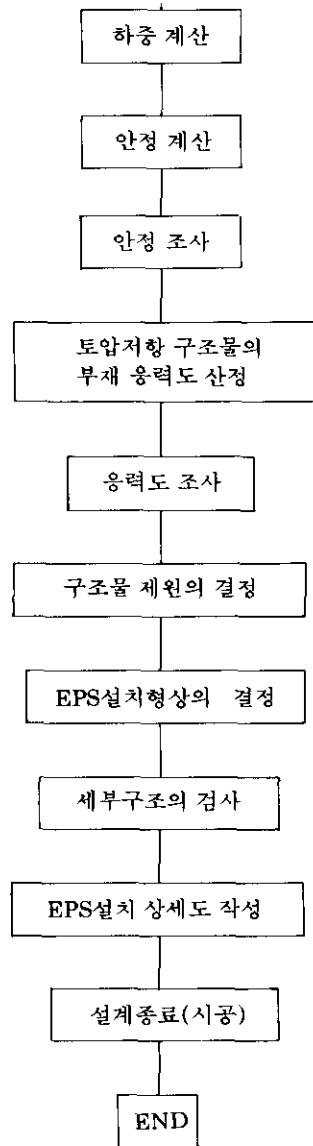 하중 계산
안정 계산
안정 조사
토압저항 구조물의
부재 응력도 산정
응력도 조사
구조물 제원의 결정
EPS설치형상의 결정
세부구조의 검사
EPS설치 상세도 작성
설계종료(시공)
END